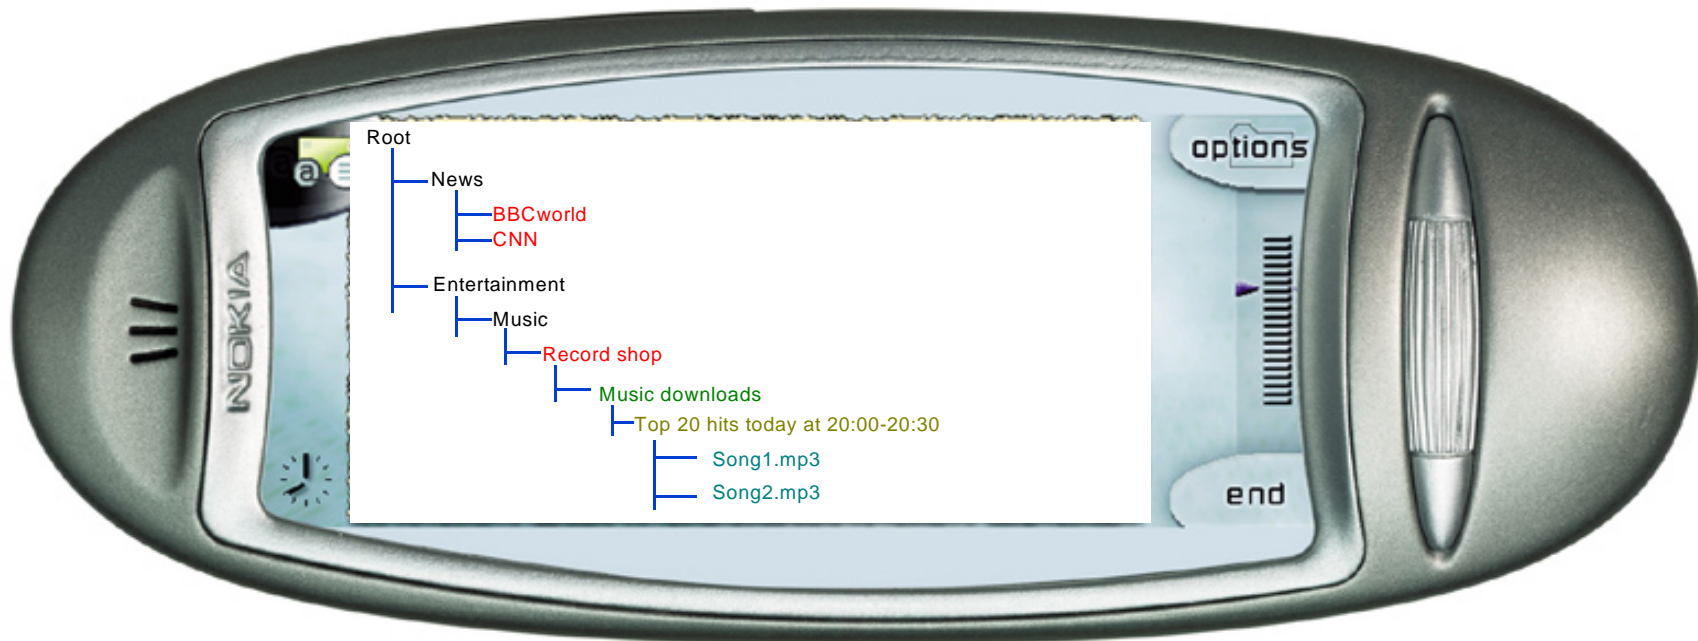 Root
News
BBCworld
CNN
Entertainment
Music
Record shop
Music downloads
Top 20 hits today at 20:00-20:30
Song1.mp3
Song2.mp3
NOKIA
@
options
end